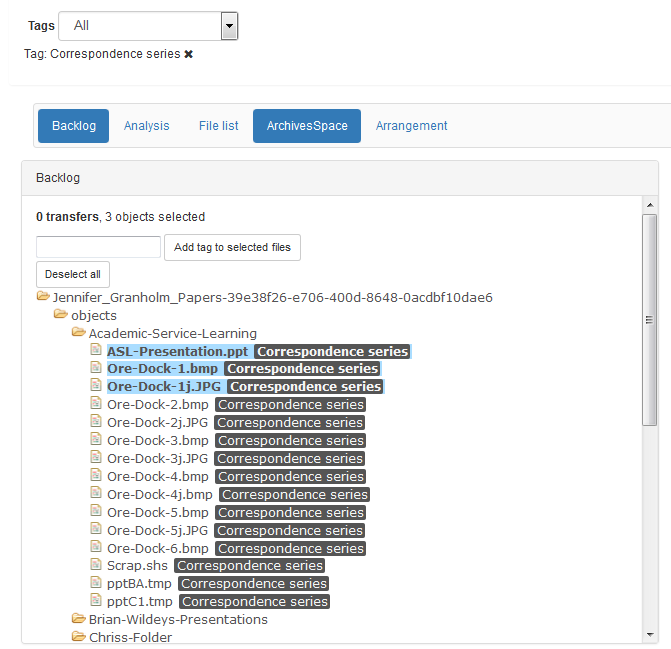 Tags All
Tag: Correspondence series ✖
Backlog Analysis File list ArchivesSpace Arrangement
Backlog
0 transfers, 3 objects selected
Add tag to selected files
Deselect all
Jennifer_Granholm_Papers-39e38f26-e706-400d-8648-0acdbf10dae6
objects
Academic-Service-Learning
ASL-Presentation.ppt Correspondence series
Ore-Dock-1.bmp Correspondence series
Ore-Dock-1j.JPG Correspondence series
Ore-Dock-2.bmp Correspondence series
Ore-Dock-2j.JPG Correspondence series
Ore-Dock-3.bmp Correspondence series
Ore-Dock-3j.JPG Correspondence series
Ore-Dock-4.bmp Correspondence series
Ore-Dock-4j.bmp Correspondence series
Ore-Dock-5.bmp Correspondence series
Ore-Dock-5j.JPG Correspondence series
Ore-Dock-6.bmp Correspondence series
Scrap.shs Correspondence series
pptBA.tmp Correspondence series
pptC1.tmp Correspondence series
Brian-Wildeys-Presentations
Chriss-Folder